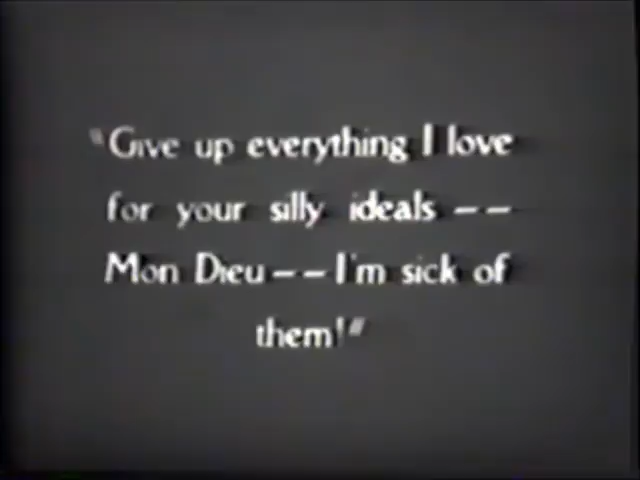 "Give up everything I love
for your silly ideals --
Mon Dieu -- I'm sick of
them!"